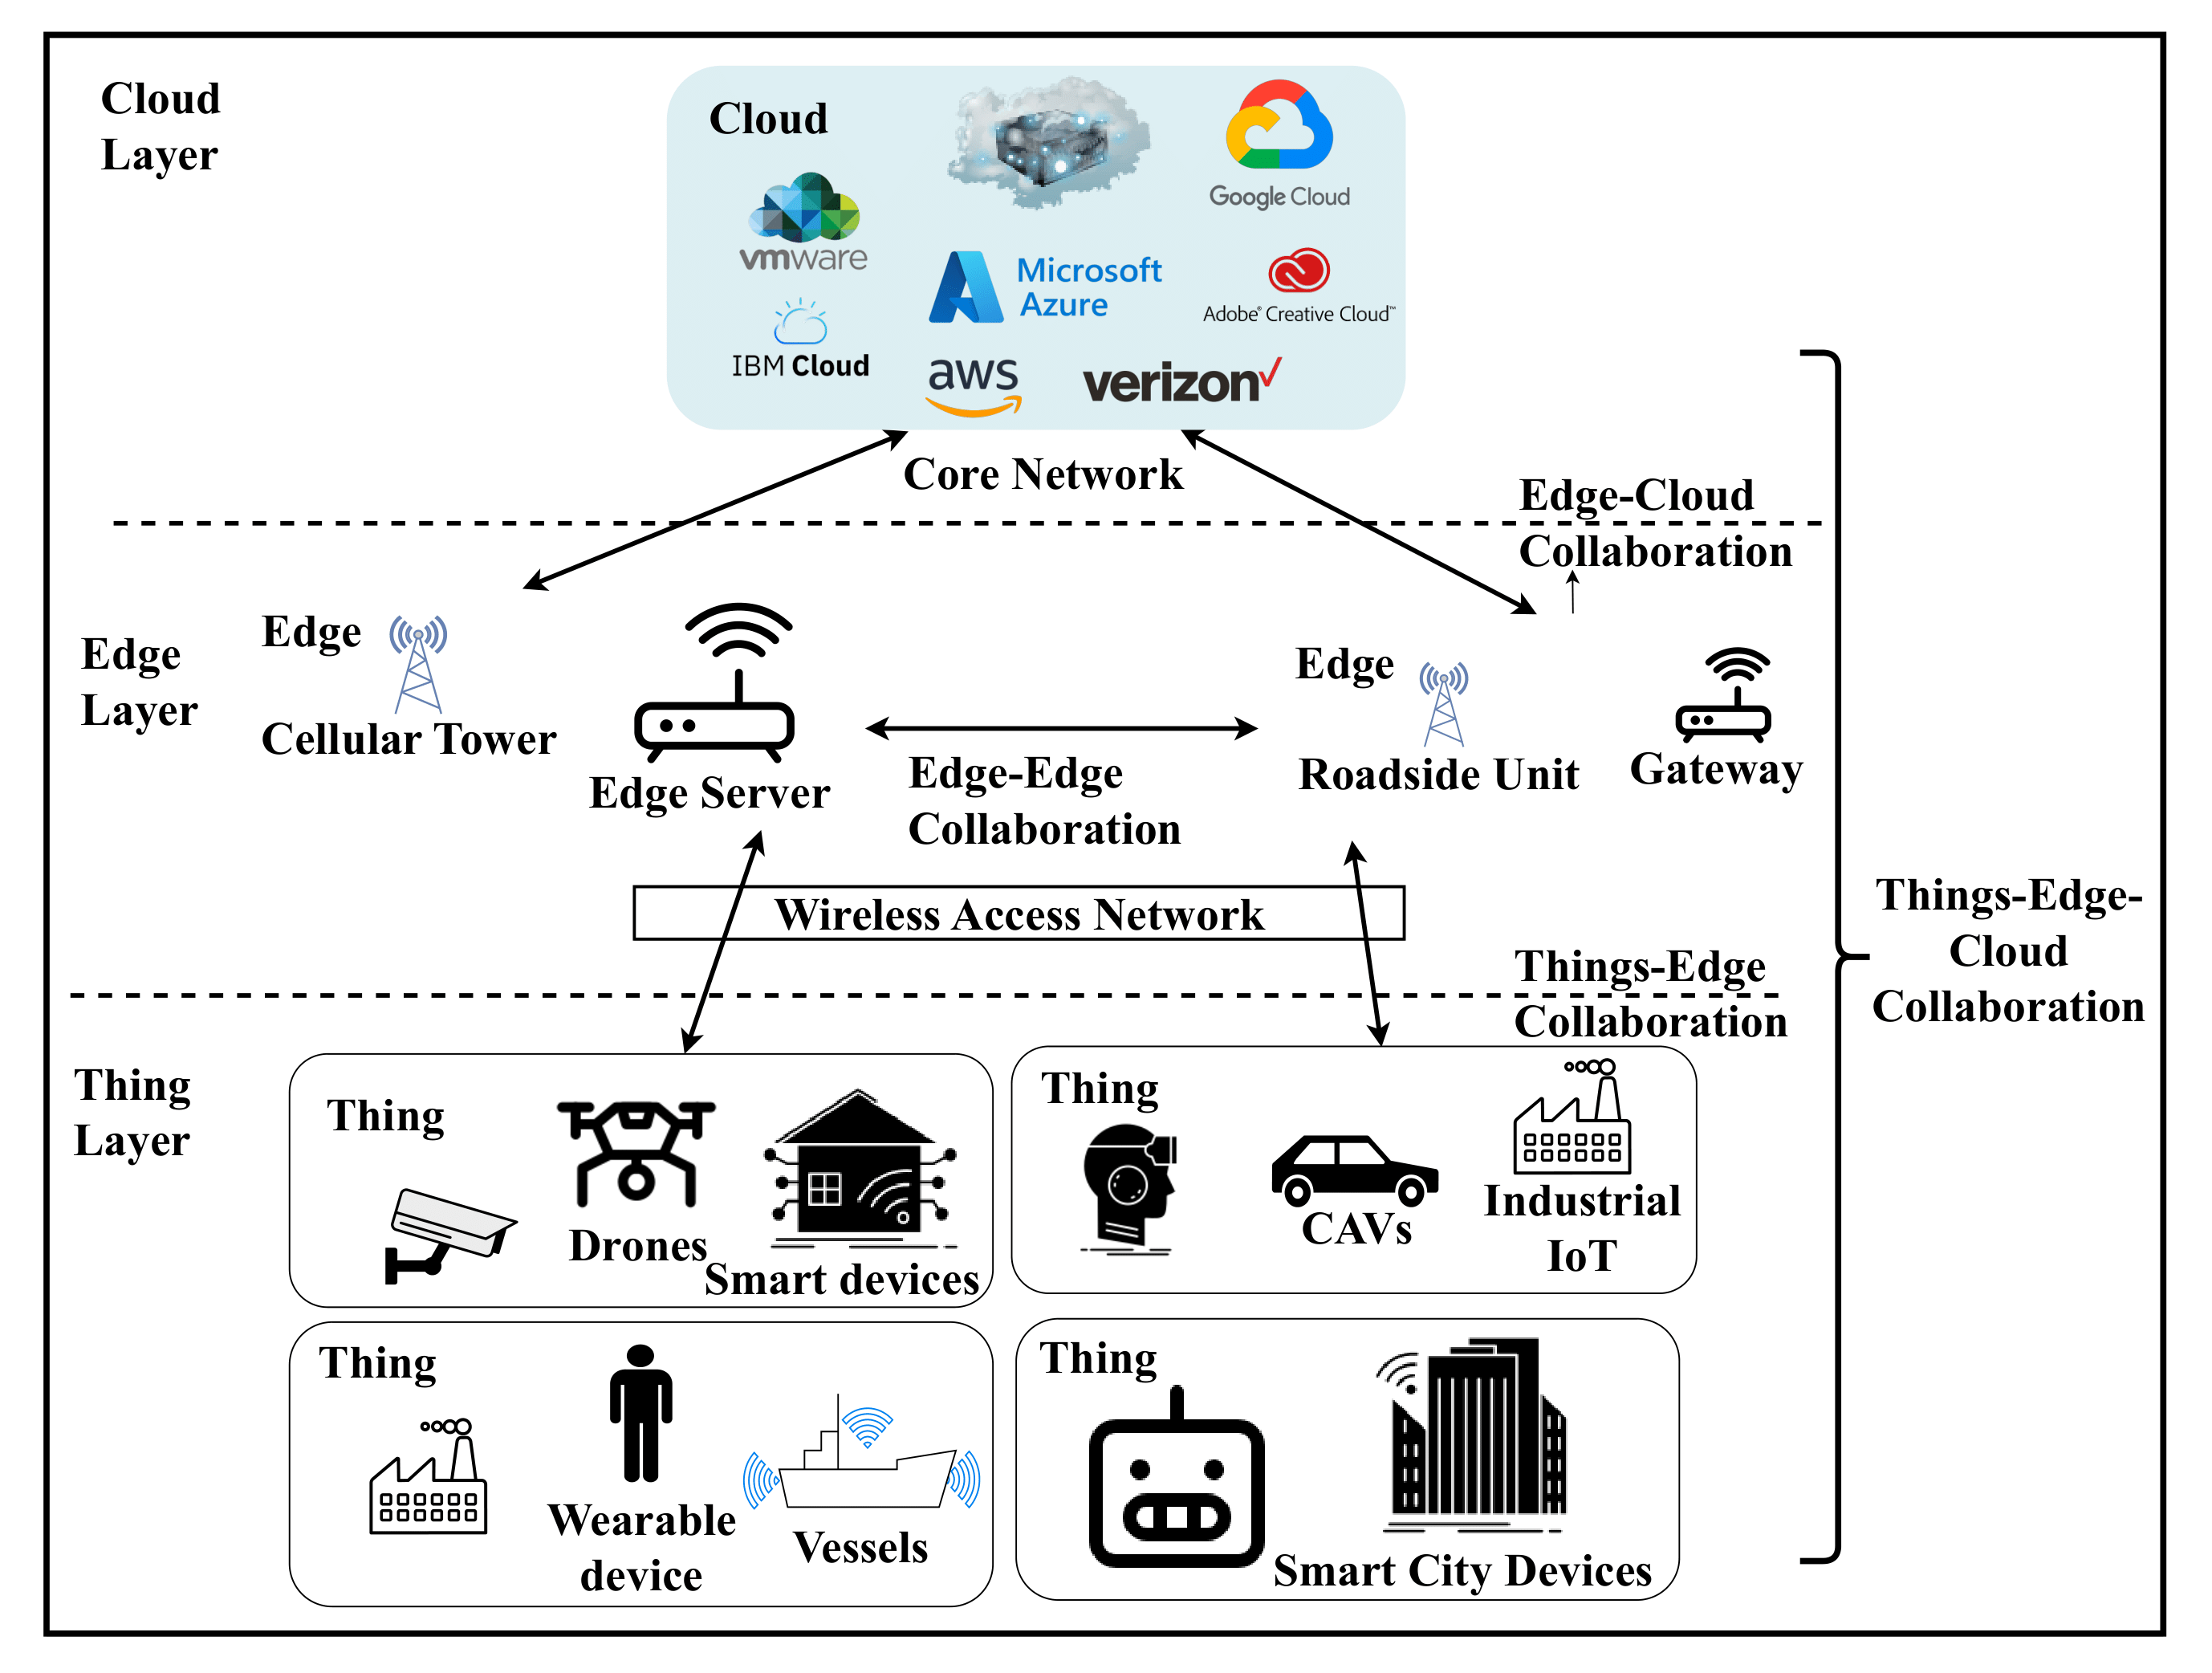 Cloud
Layer
Cloud
Google Cloud
vmware
Microsoft
Azure
Adobe® Creative Cloud™
IBM Cloud
aws
verizon✓
Core Network
Edge-Cloud
Collaboration
Edge
Layer
Edge
Cellular Tower
Edge Server
Edge-Edge
Collaboration
Edge
Roadside Unit
Gateway
Wireless Access Network
Things-Edge
Collaboration
Things-Edge-
Cloud
Collaboration
Thing
Layer
Thing
Drones
Smart devices
Thing
CAVs
Industrial
IoT
Thing
Wearable
device
Vessels
Thing
Smart City Devices